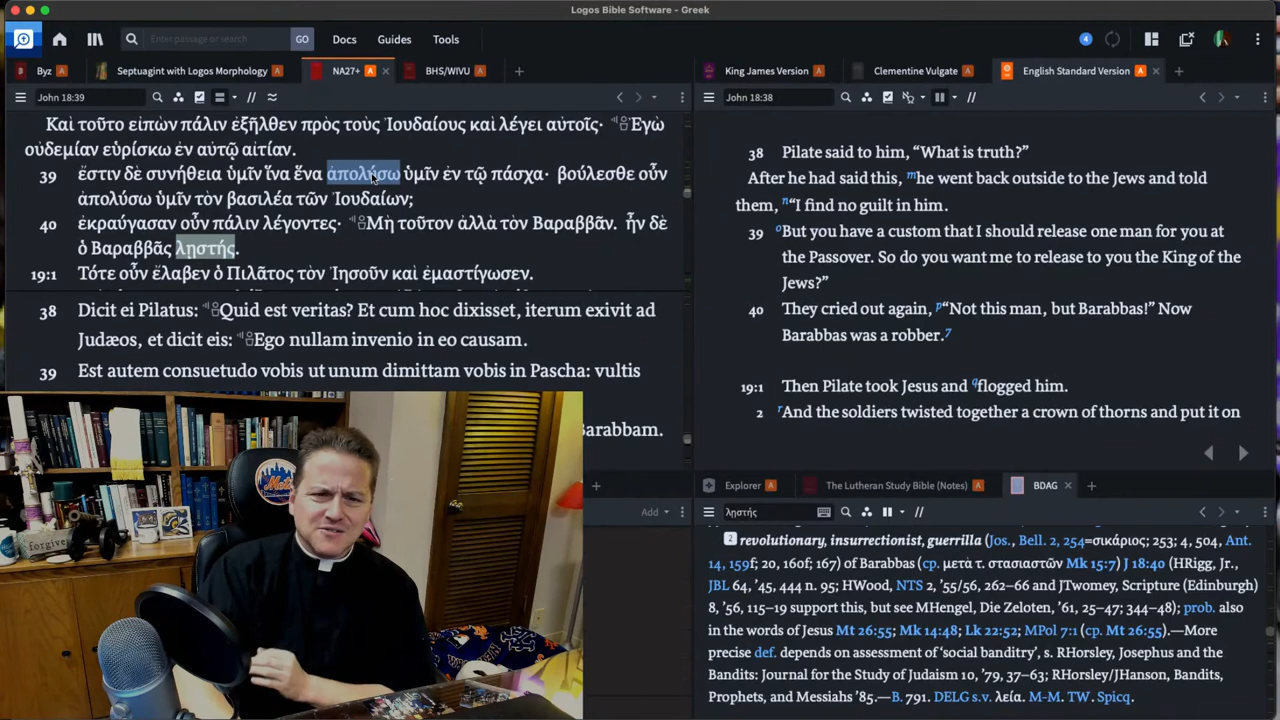 Logos Bible Software - Greek
Enter passage or search GO Docs Guides Tools 4
Byz A Septuagint with Logos Morphology A NA27+ A BHS/WIVU A
John 18:39
Καὶ τοῦτο εἰπὼν πάλιν ἐξῆλθεν πρὸς τοὺς Ἰουδαίους καὶ λέγει αὐτοῖς· Ἐγὼ
οὐδεμίαν εὑρίσκω ἐν αὐτῷ αἰτίαν.
39 ἔστιν δὲ συνήθεια ὑμῖν ἵνα ἕνα ἀπολύσω ὑμῖν ἐν τῷ πάσχα· βούλεσθε οὖν
ἀπολύσω ὑμῖν τὸν βασιλέα τῶν Ἰουδαίων;
40 ἐκραύγασαν οὖν πάλιν λέγοντες· Μὴ τοῦτον ἀλλὰ τὸν Βαραββᾶν. ἦν δὲ
ὁ Βαραββᾶς λῃστής.
19:1 Τότε οὖν ἔλαβεν ὁ Πιλᾶτος τὸν Ἰησοῦν καὶ ἐμαστίγωσεν.
38 Dicit ei Pilatus: Quid est veritas? Et cum hoc dixisset, iterum exivit ad
Judæos, et dicit eis: Ego nullam invenio in eo causam.
39 Est autem consuetudo vobis ut unum dimittam vobis in Pascha: vultis
Barabbam.
Add
forgive
Mets
King James Version A Clementine Vulgate A English Standard Version A
John 18:38
38 Pilate said to him, “What is truth?”
After he had said this, m he went back outside to the Jews and told
them, n “I find no guilt in him.
39 o But you have a custom that I should release one man for you at
the Passover. So do you want me to release to you the King of the
Jews?”
40 They cried out again, p “Not this man, but Barabbas!” Now
Barabbas was a robber. 7
19:1 Then Pilate took Jesus and q flogged him.
2 r And the soldiers twisted together a crown of thorns and put it on
Explorer A The Lutheran Study Bible (Notes) A BDAG
λῃστής
2 revolutionary, insurrectionist, guerrilla (Jos., Bell. 2, 254=σικάριος; 253; 4, 504, Ant.
14, 159f; 20, 160f; 167) of Barabbas (cp. μετὰ τ. στασιαστῶν Mk 15:7) J 18:40 (HRigg, Jr.,
JBL 64, ’45, 444 n. 95; HWood, NTS 2, ’55/56, 262–66 and JTwomey, Scripture (Edinburgh)
8, ’56, 115–19 support this, but see MHengel, Die Zeloten, ’61, 25–47; 344–48); prob. also
in the words of Jesus Mt 26:55; Mk 14:48; Lk 22:52; MPol 7:1 (cp. Mt 26:55).—More
precise def. depends on assessment of ‘social banditry’, s. RHorsley, Josephus and the
Bandits: Journal for the Study of Judaism 10, ’79, 37–63; RHorsley/JHanson, Bandits,
Prophets, and Messiahs ’85.—B. 791. DELG s.v. λεία. M-M. TW. Spicq.